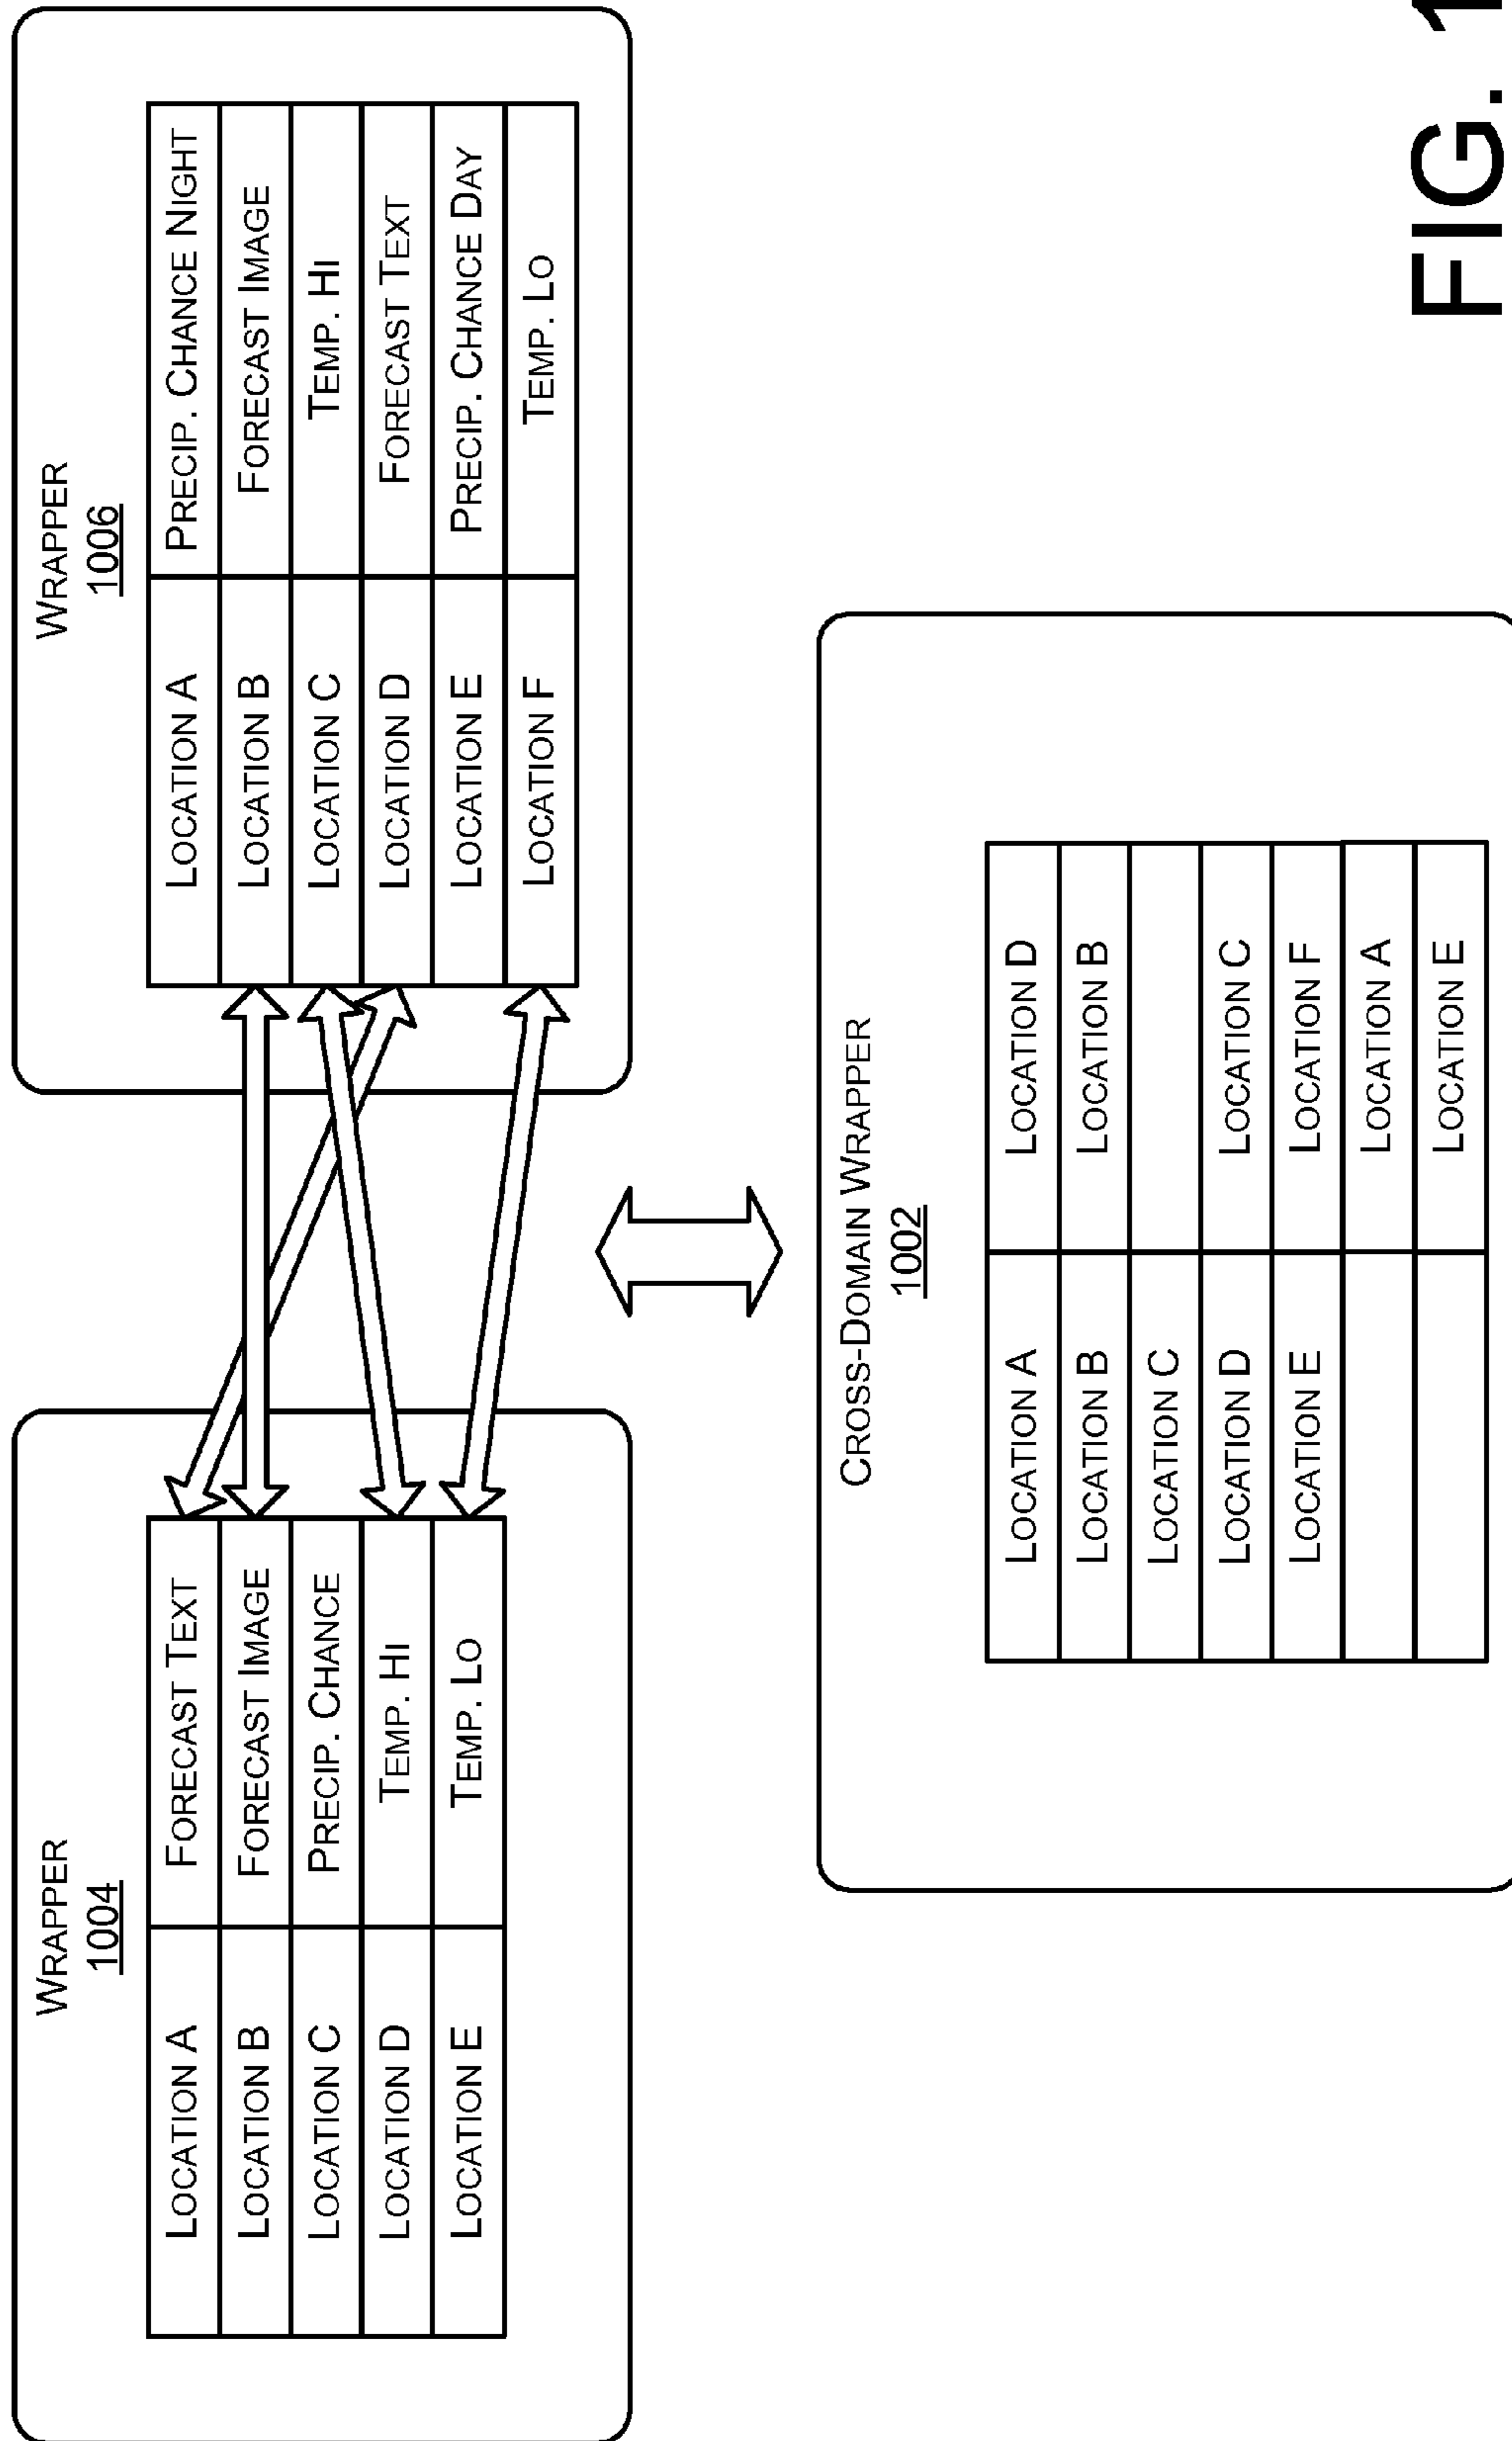 WRAPPER
1004
LOCATION A FORECAST TEXT
LOCATION B FORECAST IMAGE
LOCATION C PRECIP. CHANCE
LOCATION D TEMP. HI
LOCATION E TEMP. LO
WRAPPER
1006
LOCATION A PRECIP. CHANCE NIGHT
LOCATION B FORECAST IMAGE
LOCATION C TEMP. HI
LOCATION D FORECAST TEXT
LOCATION E PRECIP. CHANCE DAY
LOCATION F TEMP. LO
CROSS-DOMAIN WRAPPER
1002
LOCATION A LOCATION D
LOCATION B LOCATION B
LOCATION C
LOCATION D LOCATION C
LOCATION E LOCATION F
LOCATION A
LOCATION E
FIG. 1